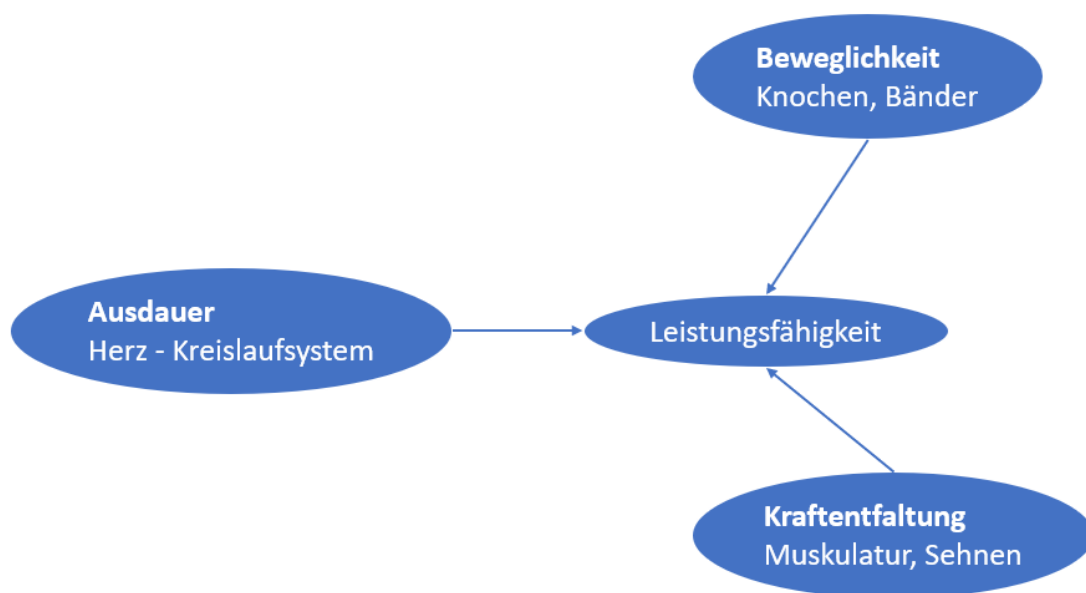 Beweglichkeit
Knochen, Bänder
Ausdauer
Herz - Kreislaufsystem
Leistungsfähigkeit
Kraftentfaltung
Muskulatur, Sehnen